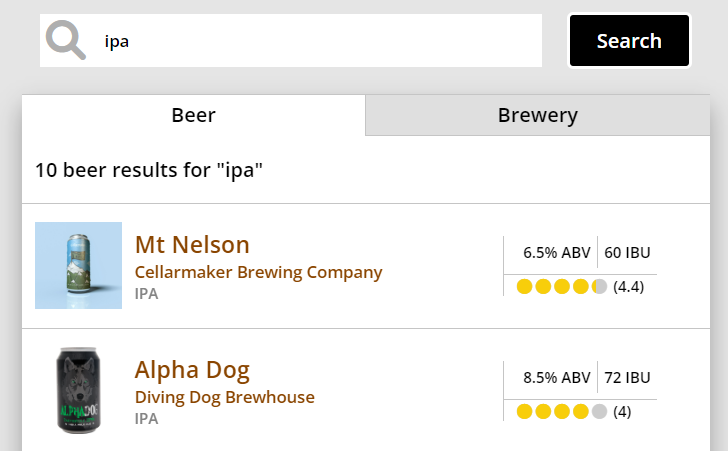 ipa
Search
Beer
Brewery
10 beer results for "ipa"
Mt Nelson
Cellarmaker Brewing Company
IPA
6.5% ABV
60 IBU
(4.4)
ALPHADOG
Alpha Dog
Diving Dog Brewhouse
IPA
8.5% ABV
72 IBU
(4)